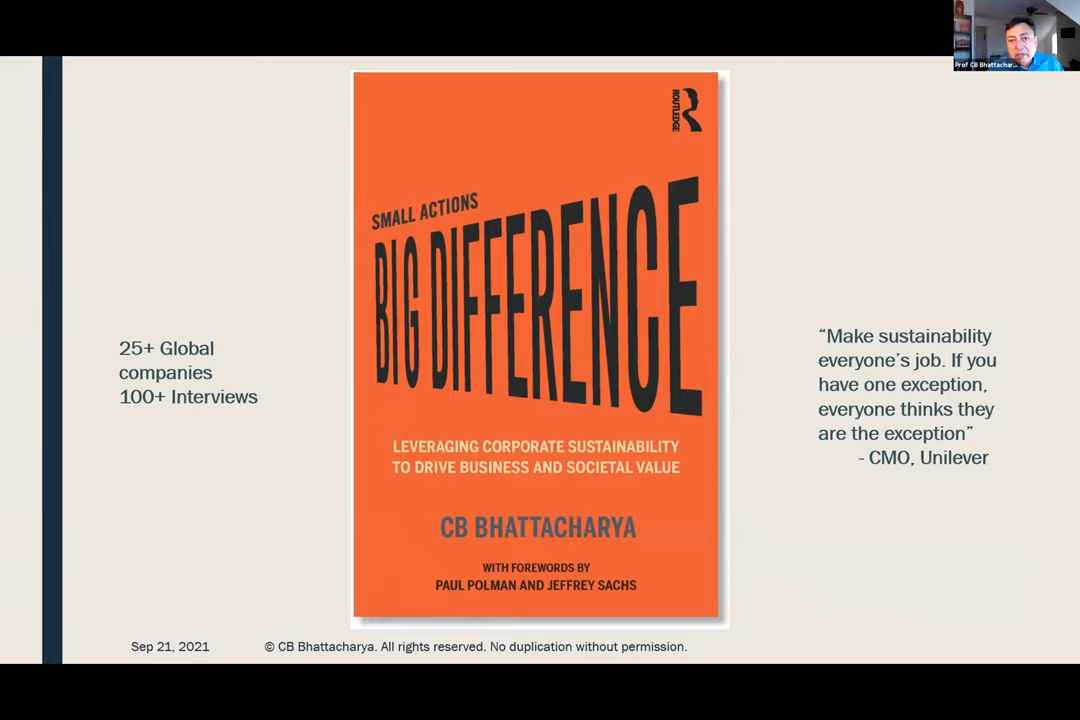 Prof CB Bhattachar...
ROUTLEDGE
SMALL ACTIONS
BIG DIFFERENCE
LEVERAGING CORPORATE SUSTAINABILITY
TO DRIVE BUSINESS AND SOCIETAL VALUE
CB BHATTACHARYA
WITH FOREWORDS BY
PAUL POLMAN AND JEFFREY SACHS
25+ Global
companies
100+ Interviews
“Make sustainability
everyone’s job. If you
have one exception,
everyone thinks they
are the exception”
- CMO, Unilever
Sep 21, 2021
© CB Bhattacharya. All rights reserved. No duplication without permission.